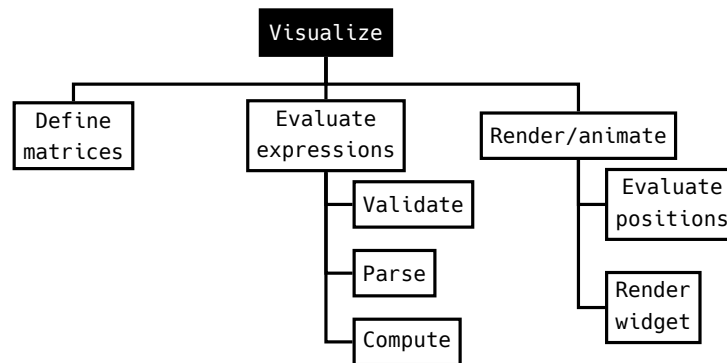 Visualize
Define
matrices
Evaluate
expressions
Render/animate
Validate
Evaluate
positions
Parse
Render
widget
Compute